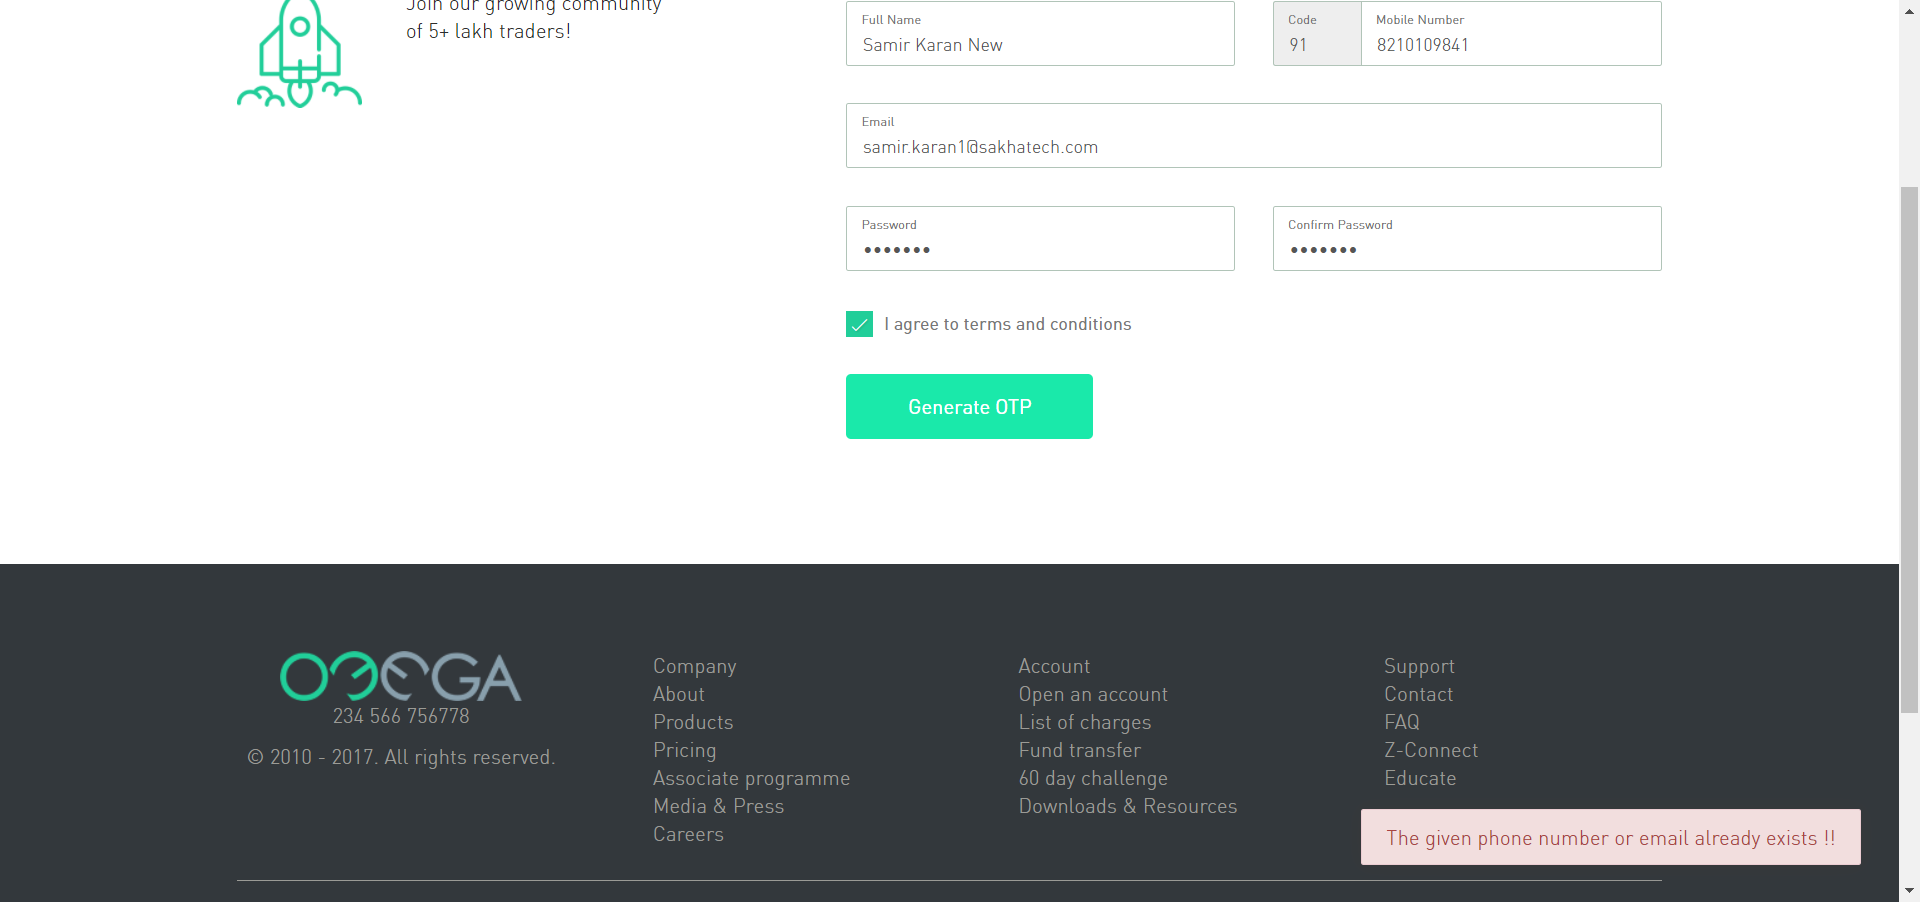 Join our growing community
of 5+ lakh traders!
Full Name
Samir Karan New
Code
91
Mobile Number
8210109841
Email
samir.karan1@sakhatech.com
Password
•••••••
Confirm Password
•••••••
I agree to terms and conditions
Generate OTP
OMEGA
234 566 756778
© 2010 - 2017. All rights reserved.
Company
About
Products
Pricing
Associate programme
Media & Press
Careers
Account
Open an account
List of charges
Fund transfer
60 day challenge
Downloads & Resources
Support
Contact
FAQ
Z-Connect
Educate
The given phone number or email already exists !!